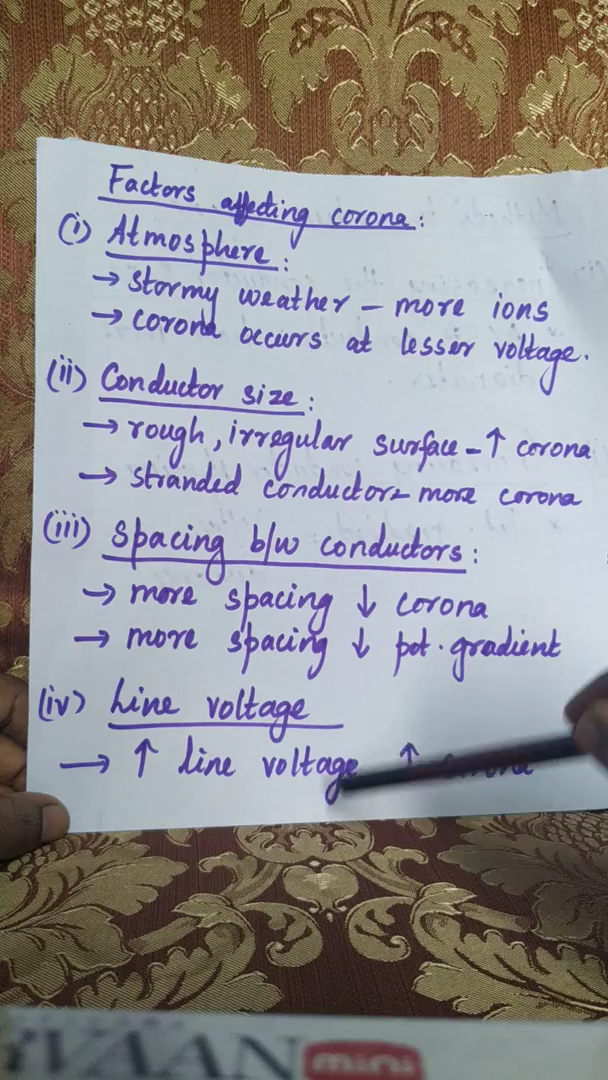 Factors affecting corona:
(i) Atmosphere:
→ stormy weather - more ions
→ corona occurs at lesser voltage.
(ii) Conductor size:
→ rough, irregular surface - ↑ corona
→ stranded conductor - more corona
(iii) Spacing b/w conductors:
→ more spacing ↓ corona
→ more spacing ↓ pot. gradient
(iv) Line voltage
→ ↑ line voltage ↑ corona
mini